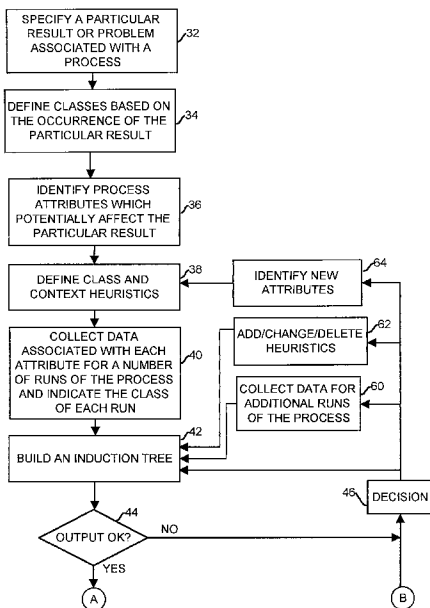 SPECIFY A PARTICULAR
RESULT OR PROBLEM
ASSOCIATED WITH A
PROCESS
32
DEFINE CLASSES BASED ON
THE OCCURRENCE OF THE
PARTICULAR RESULT
34
IDENTIFY PROCESS
ATTRIBUTES WHICH
POTENTIALLY AFFECT THE
PARTICULAR RESULT
36
DEFINE CLASS AND
CONTEXT HEURISTICS
38
IDENTIFY NEW
ATTRIBUTES
64
COLLECT DATA
ASSOCIATED WITH EACH
ATTRIBUTE FOR A NUMBER
OF RUNS OF THE PROCESS
AND INDICATE THE CLASS
OF EACH RUN
40
ADD/CHANGE/DELETE
HEURISTICS
62
COLLECT DATA FOR
ADDITIONAL RUNS
OF THE PROCESS
60
BUILD AN INDUCTION TREE
42
46
DECISION
44
OUTPUT OK?
NO
YES
A
B